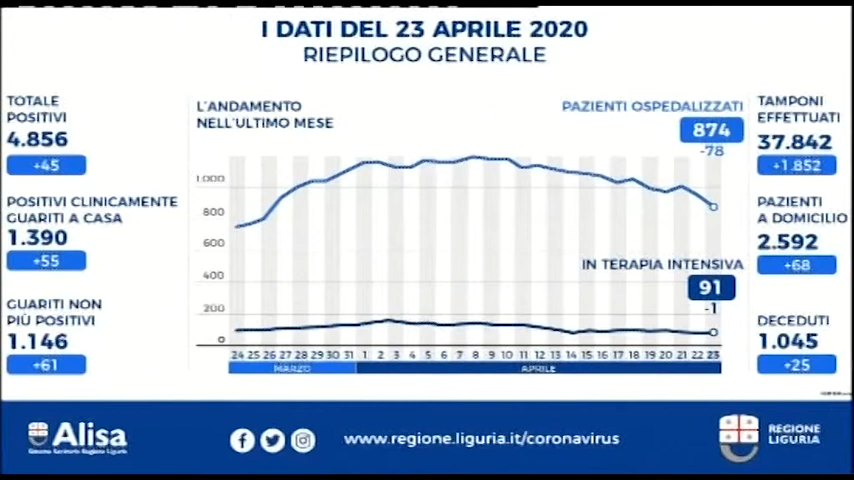 I DATI DEL 23 APRILE 2020
RIEPILOGO GENERALE
TOTALE
POSITIVI
4.856
+45
POSITIVI CLINICAMENTE
GUARITI A CASA
1.390
+55
GUARITI NON
PIÙ POSITIVI
1.146
+61
L'ANDAMENTO
NELL'ULTIMO MESE
PAZIENTI OSPEDALIZZATI
874
-78
1.000
800
600
400
200
0
IN TERAPIA INTENSIVA
91
-1
24 25 26 27 28 29 30 31 1 2 3 4 5 6 7 8 9 10 11 12 13 14 15 16 17 18 19 20 21 22 23
MARZO APRILE
TAMPONI
EFFETTUATI
37.842
+1.852
PAZIENTI
A DOMICILIO
2.592
+68
DECEDUTI
1.045
+25
Alisa
Sistema Sanitario Regione Liguria
www.regione.liguria.it/coronavirus
REGIONE
LIGURIA